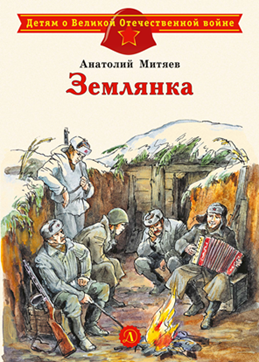 Детям о Великой Отечественной войне
Анатолий Митяев
Землянка
Д